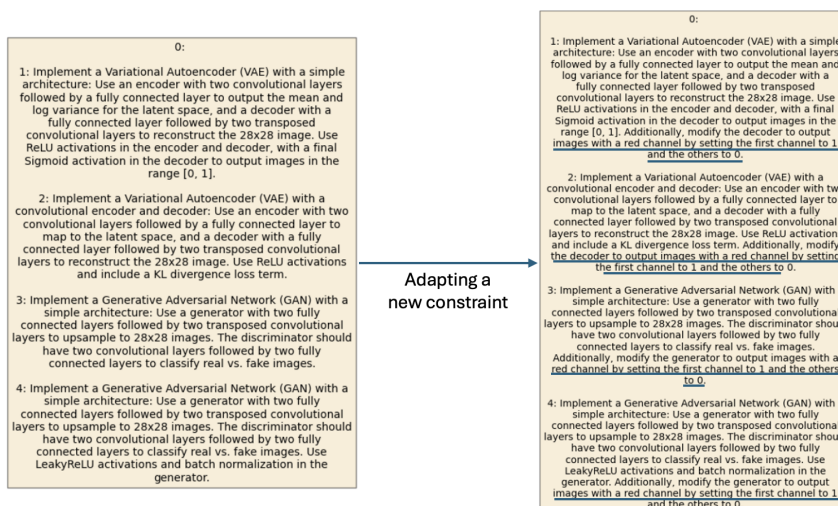 0:
1: Implement a Variational Autoencoder (VAE) with a simple
architecture: Use an encoder with two convolutional layers
followed by a fully connected layer to output the mean and
log variance for the latent space, and a decoder with a
fully connected layer followed by two transposed
convolutional layers to reconstruct the 28x28 image. Use
ReLU activations in the encoder and decoder, with a final
Sigmoid activation in the decoder to output images in the
range [0, 1].
2: Implement a Variational Autoencoder (VAE) with a
convolutional encoder and decoder: Use an encoder with two
convolutional layers followed by a fully connected layer to
map to the latent space, and a decoder with a fully
connected layer followed by two transposed convolutional
layers to reconstruct the 28x28 image. Use ReLU activations
and include a KL divergence loss term.
3: Implement a Generative Adversarial Network (GAN) with a
simple architecture: Use a generator with two fully
connected layers followed by two transposed convolutional
layers to upsample to 28x28 images. The discriminator should
have two convolutional layers followed by two fully
connected layers to classify real vs. fake images.
4: Implement a Generative Adversarial Network (GAN) with a
simple architecture: Use a generator with two fully
connected layers followed by two transposed convolutional
layers to upsample to 28x28 images. The discriminator should
have two convolutional layers followed by two fully
connected layers to classify real vs. fake images. Use
LeakyReLU activations and batch normalization in the
generator.
Adapting a
new constraint
0:
1: Implement a Variational Autoencoder (VAE) with a simple
architecture: Use an encoder with two convolutional layers
followed by a fully connected layer to output the mean and
log variance for the latent space, and a decoder with a
fully connected layer followed by two transposed
convolutional layers to reconstruct the 28x28 image. Use
ReLU activations in the encoder and decoder, with a final
Sigmoid activation in the decoder to output images in the
range [0, 1]. Additionally, modify the decoder to output
images with a red channel by setting the first channel to 1
and the others to 0.
2: Implement a Variational Autoencoder (VAE) with a
convolutional encoder and decoder: Use an encoder with tw
convolutional layers followed by a fully connected layer to
map to the latent space, and a decoder with a fully
connected layer followed by two transposed convolutional
layers to reconstruct the 28x28 image. Use ReLU activation
and include a KL divergence loss term. Additionally, modify
the decoder to output images with a red channel by setting
the first channel to 1 and the others to 0.
3: Implement a Generative Adversarial Network (GAN) with
simple architecture: Use a generator with two fully
connected layers followed by two transposed convolutiona
layers to upsample to 28x28 images. The discriminator shou
have two convolutional layers followed by two fully
connected layers to classify real vs. fake images.
Additionally, modify the generator to output images with a
red channel by setting the first channel to 1 and the others
to 0.
4: Implement a Generative Adversarial Network (GAN) with
simple architecture: Use a generator with two fully
connected layers followed by two transposed convolutiona
layers to upsample to 28x28 images. The discriminator shou
have two convolutional layers followed by two fully
connected layers to classify real vs. fake images. Use
LeakyReLU activations and batch normalization in the
generator. Additionally, modify the generator to output
images with a red channel by setting the first channel to 1
and the others to 0.